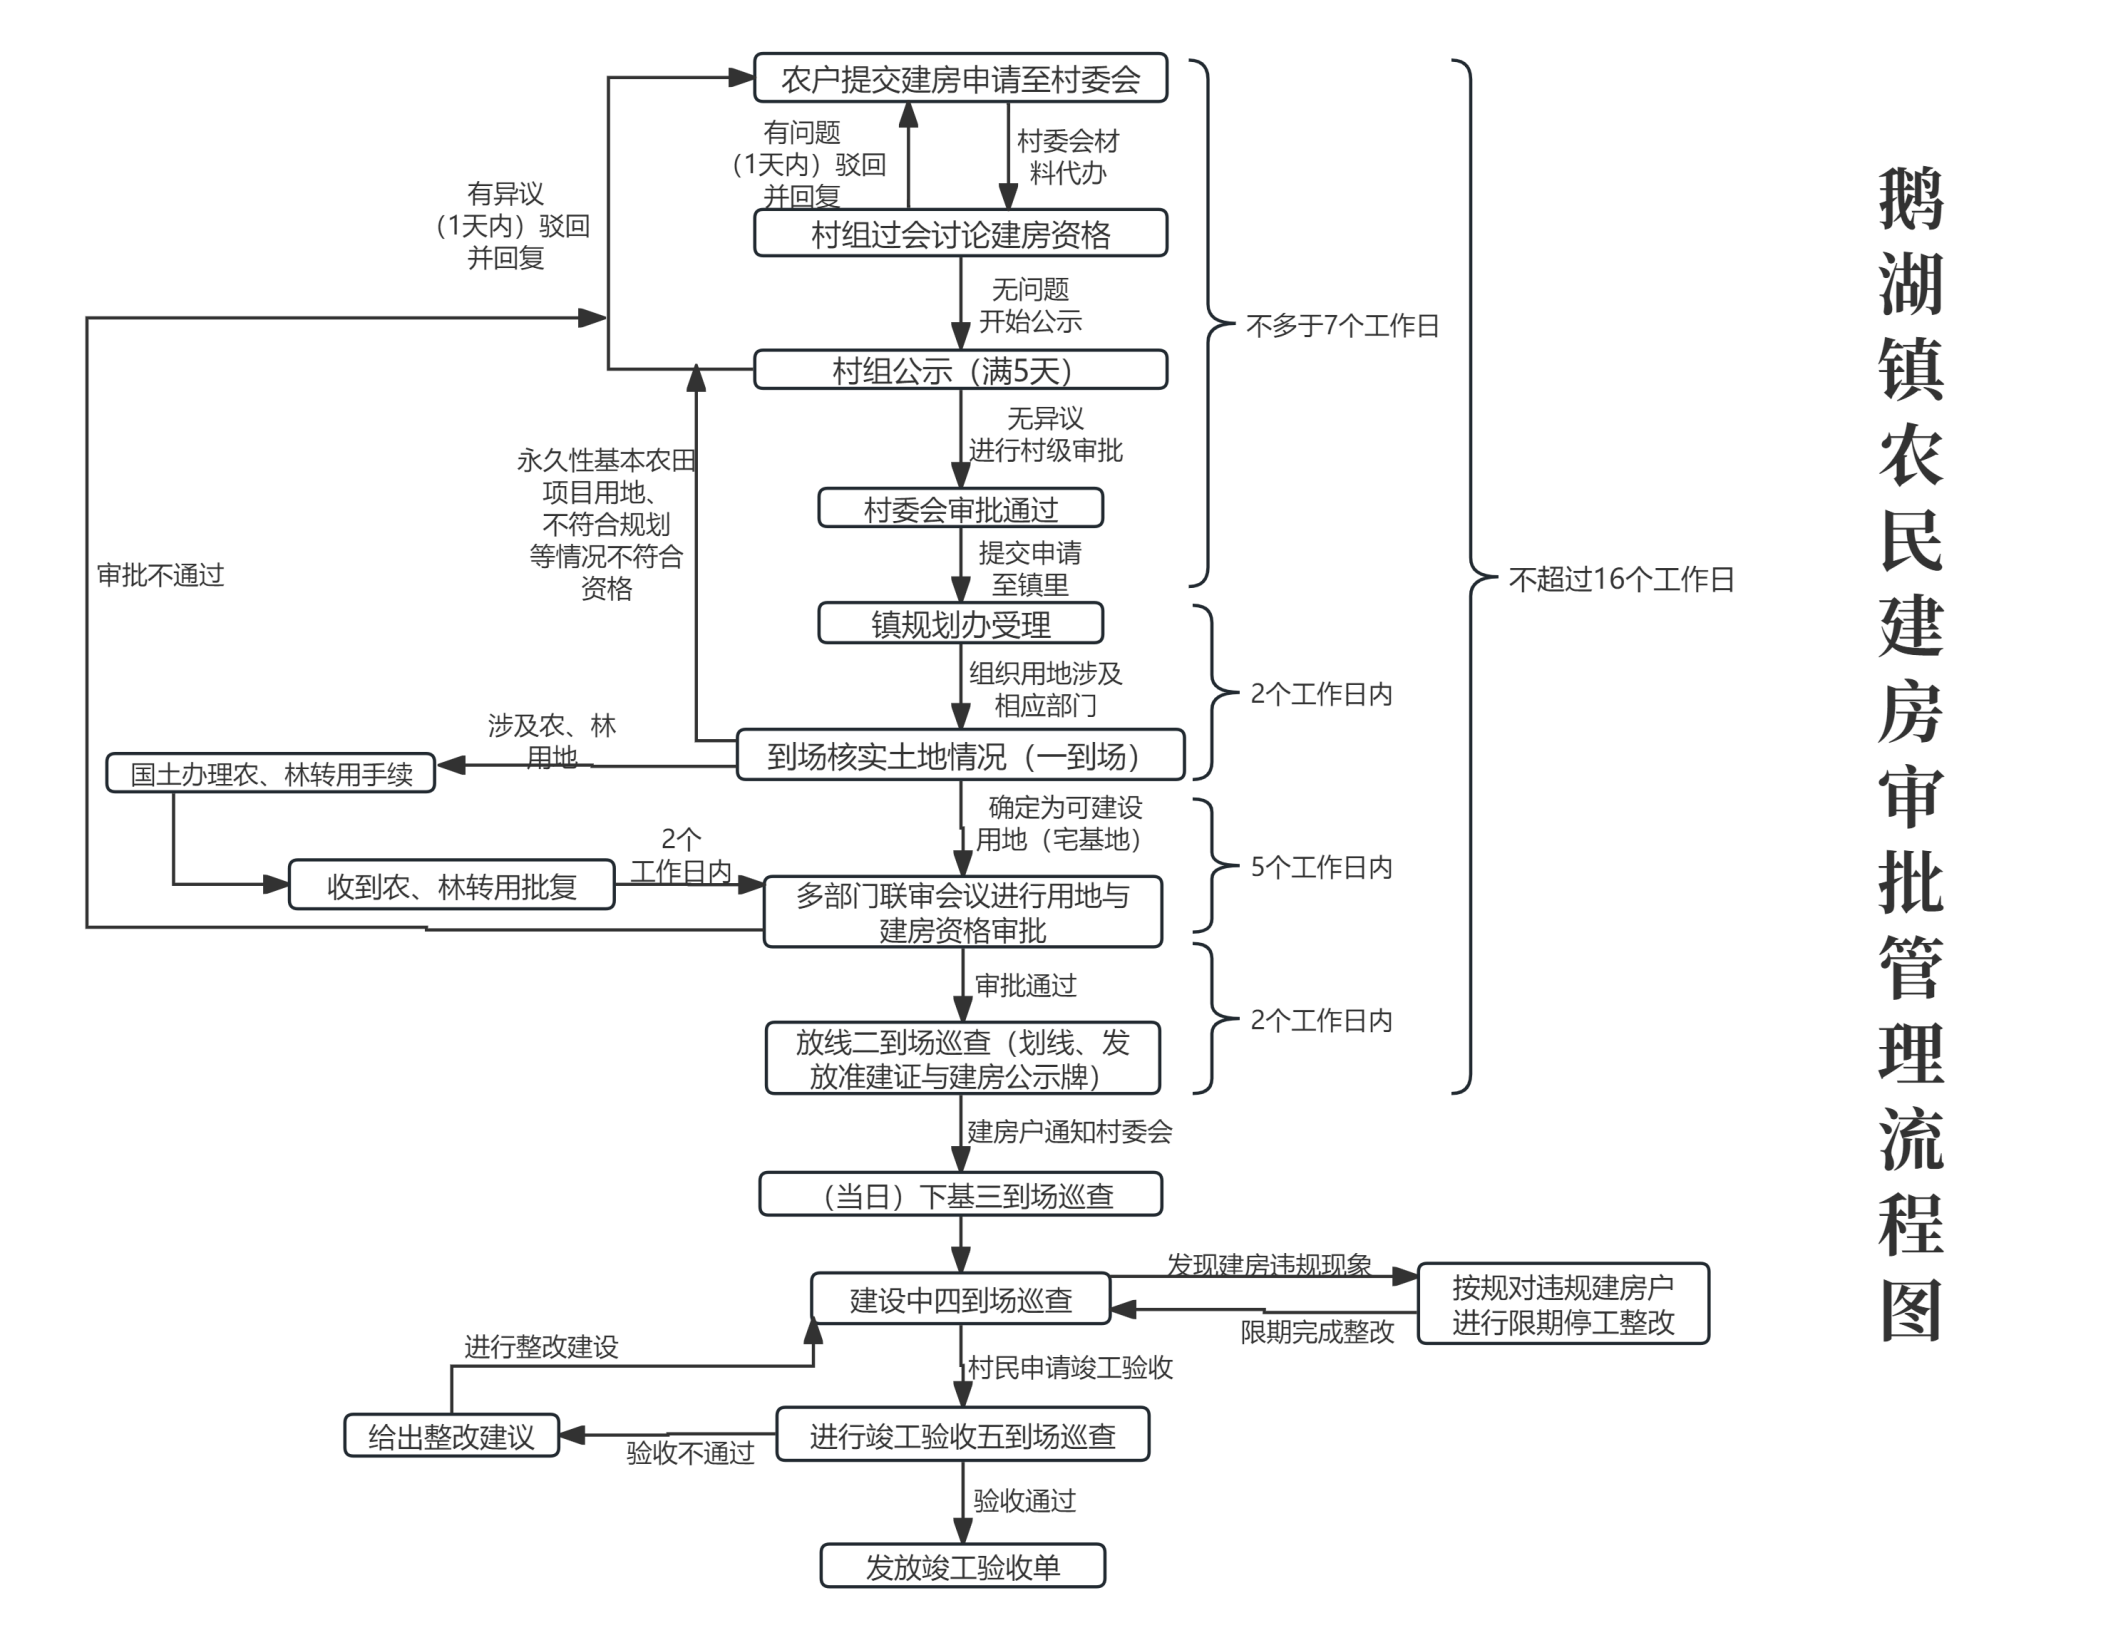 鹅湖镇农民建房审批管理流程图
农户提交建房申请至村委会
有问题
（1天内）驳回
并回复
村委会材
料代办
有异议
（1天内）驳回
并回复
村组过会讨论建房资格
无问题
开始公示
不多于7个工作日
村组公示（满5天）
无异议
进行村级审批
永久性基本农田
项目用地、
不符合规划
等情况不符合
资格
村委会审批通过
提交申请
至镇里
审批不通过
不超过16个工作日
镇规划办受理
组织用地涉及
相应部门
2个工作日内
涉及农、林
用地
到场核实土地情况（一到场）
国土办理农、林转用手续
确定为可建设
用地（宅基地）
2个
工作日内
5个工作日内
收到农、林转用批复
多部门联审会议进行用地与
建房资格审批
审批通过
2个工作日内
放线二到场巡查（划线、发
放准建证与建房公示牌）
建房户通知村委会
（当日）下基三到场巡查
发现建房违规现象
建设中四到场巡查
按规对违规建房户
进行限期停工整改
限期完成整改
进行整改建设
村民申请竣工验收
给出整改建议
进行竣工验收五到场巡查
验收不通过
验收通过
发放竣工验收单